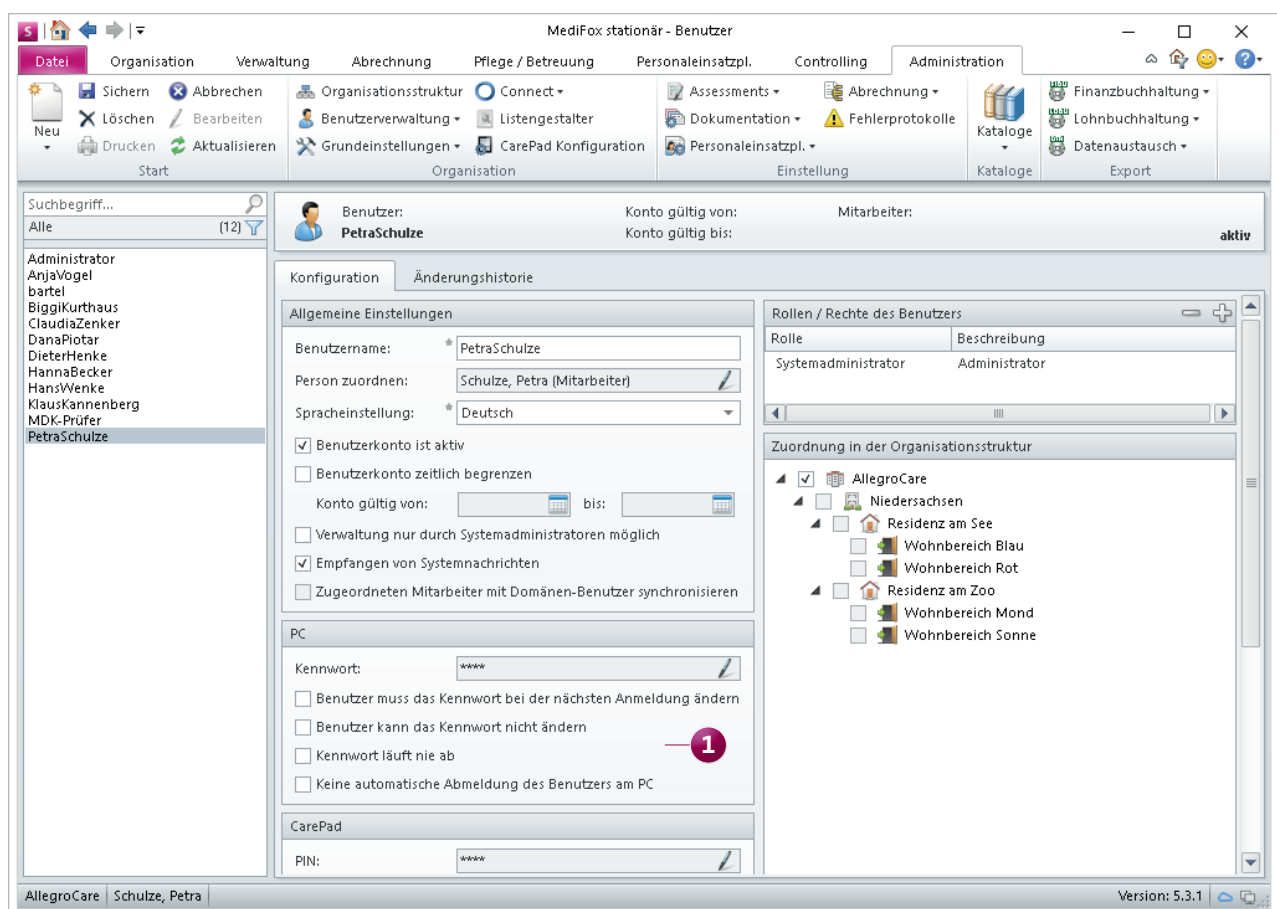 S
MediFox stationär - Benutzer
Datei Organisation Verwaltung Abrechnung Pflege / Betreuung Personaleinsatzpl. Controlling Administration
Neu
Sichern Abbrechen
Löschen Bearbeiten
Drucken Aktualisieren
Start
Organisationsstruktur Connect
Benutzerverwaltung Listengestalter
Grundeinstellungen CarePad Konfiguration
Organisation
Assessments Abrechnung
Dokumentation Fehlerprotokolle
Personaleinsatzpl.
Einstellung
Kataloge
Kataloge
Finanzbuchhaltung
Lohnbuchhaltung
Datenaustausch
Export
Suchbegriff...
Alle (12)
Administrator
AnjaVogel
bartel
BiggiKurthaus
ClaudiaZenker
DanaPiotar
DieterHenke
HannaBecker
HansWenke
KlausKannenberg
MDK-Prüfer
PetraSchulze
Benutzer: Konto gültig von: Mitarbeiter:
PetraSchulze Konto gültig bis: aktiv
Konfiguration Änderungshistorie
Allgemeine Einstellungen
Benutzername: * PetraSchulze
Person zuordnen: Schulze, Petra (Mitarbeiter)
Spracheinstellung: * Deutsch
Benutzerkonto ist aktiv
Benutzerkonto zeitlich begrenzen
Konto gültig von: bis:
Verwaltung nur durch Systemadministratoren möglich
Empfangen von Systemnachrichten
Zugeordneten Mitarbeiter mit Domänen-Benutzer synchronisieren
PC
Kennwort: ****
Benutzer muss das Kennwort bei der nächsten Anmeldung ändern
Benutzer kann das Kennwort nicht ändern
1
Kennwort läuft nie ab
Keine automatische Abmeldung des Benutzers am PC
CarePad
PIN: ****
Rollen / Rechte des Benutzers
Rolle Beschreibung
Systemadministrator Administrator
Zuordnung in der Organisationsstruktur
AllegroCare
Niedersachsen
Residenz am See
Wohnbereich Blau
Wohnbereich Rot
Residenz am Zoo
Wohnbereich Mond
Wohnbereich Sonne
AllegroCare Schulze, Petra Version: 5.3.1